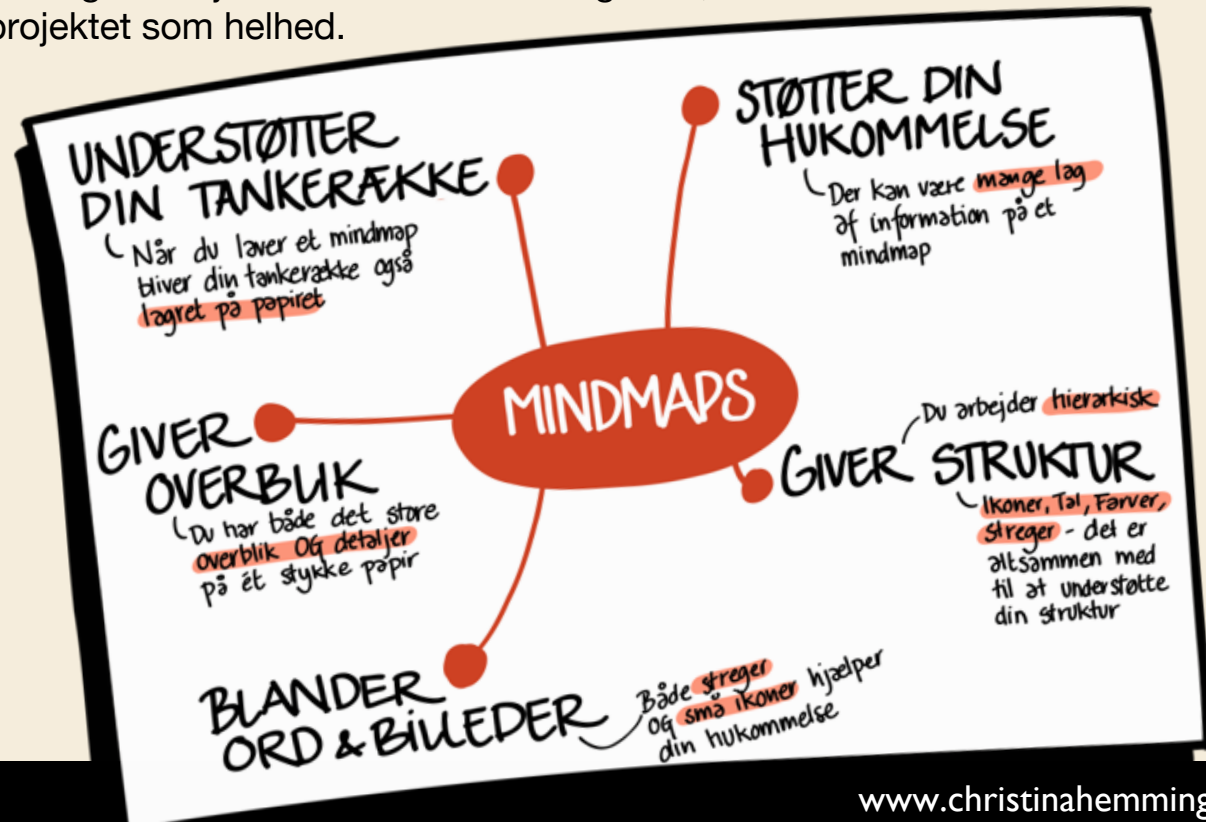 projektet som helhed.
UNDERSTØTTER
DIN TANKERÆKKE
Når du laver et mindmap
bliver din tankerække også
lagret på papiret
STØTTER DIN
HUKOMMELSE
Der kan være mange lag
af information på et
mindmap
MINDMAPS
GIVER
OVERBLIK
Du har både det store
overblik OG detaljer
på ét stykke papir
Du arbejder hierarkisk
GIVER STRUKTUR
Ikoner, Tal, Farver,
Streger - det er
altsammen med
til at understøtte
din struktur
BLANDER
ORD & BILLEDER
Både streger
OG små ikoner hjælper
din hukommelse
www.christinahemming